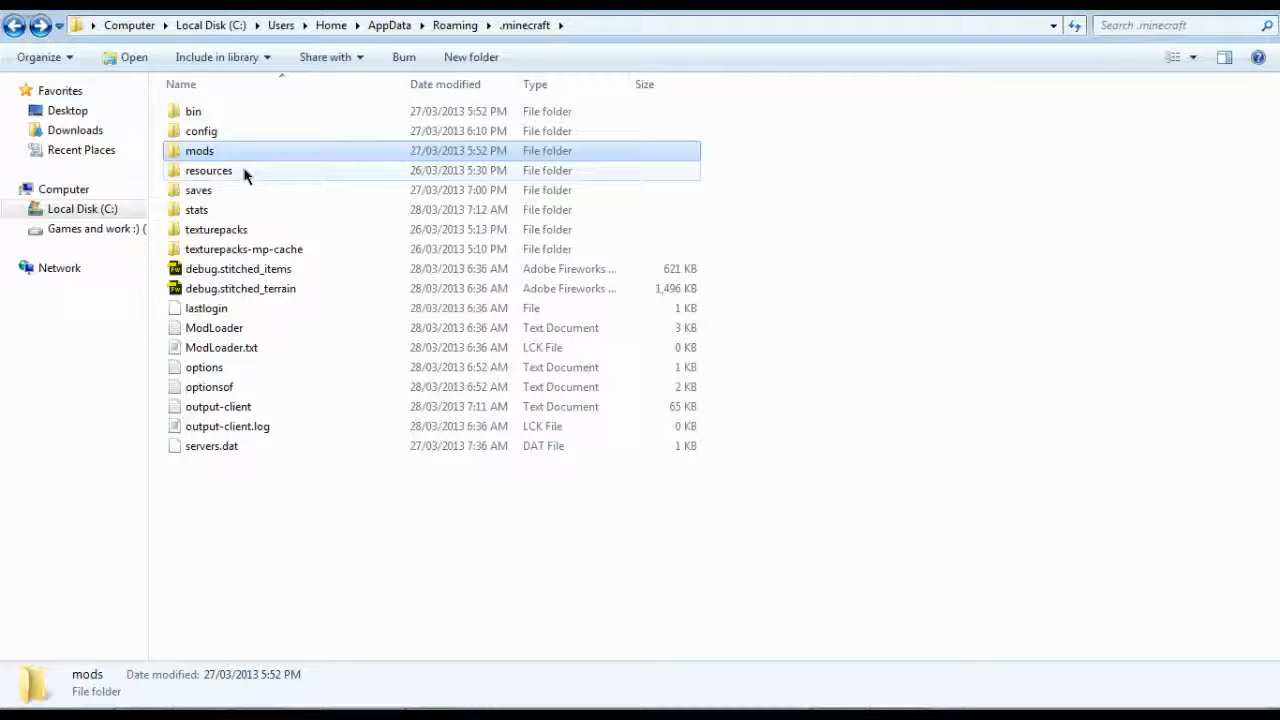 Computer Local Disk (C:) Users Home AppData Roaming .minecraft Search .minecraft
Organize Open Include in library Share with Burn New folder
Name Date modified Type Size
Favorites
Desktop
Downloads
Recent Places
Computer
Local Disk (C:)
Games and work :) (
Network
bin 27/03/2013 5:52 PM File folder
config 27/03/2013 6:10 PM File folder
mods 27/03/2013 5:52 PM File folder
resources 26/03/2013 5:30 PM File folder
saves 27/03/2013 7:00 PM File folder
stats 28/03/2013 7:12 AM File folder
texturepacks 26/03/2013 5:13 PM File folder
texturepacks-mp-cache 26/03/2013 5:10 PM File folder
debug.stitched_items 28/03/2013 6:36 AM Adobe Fireworks ... 621 KB
debug.stitched_terrain 28/03/2013 6:36 AM Adobe Fireworks ... 1,496 KB
lastlogin 28/03/2013 6:36 AM File 1 KB
ModLoader 28/03/2013 6:36 AM Text Document 3 KB
ModLoader.txt 28/03/2013 6:36 AM LCK File 0 KB
options 28/03/2013 6:52 AM Text Document 1 KB
optionsof 28/03/2013 6:52 AM Text Document 2 KB
output-client 28/03/2013 7:11 AM Text Document 65 KB
output-client.log 28/03/2013 6:36 AM LCK File 0 KB
servers.dat 27/03/2013 7:36 AM DAT File 1 KB
mods Date modified: 27/03/2013 5:52 PM
File folder